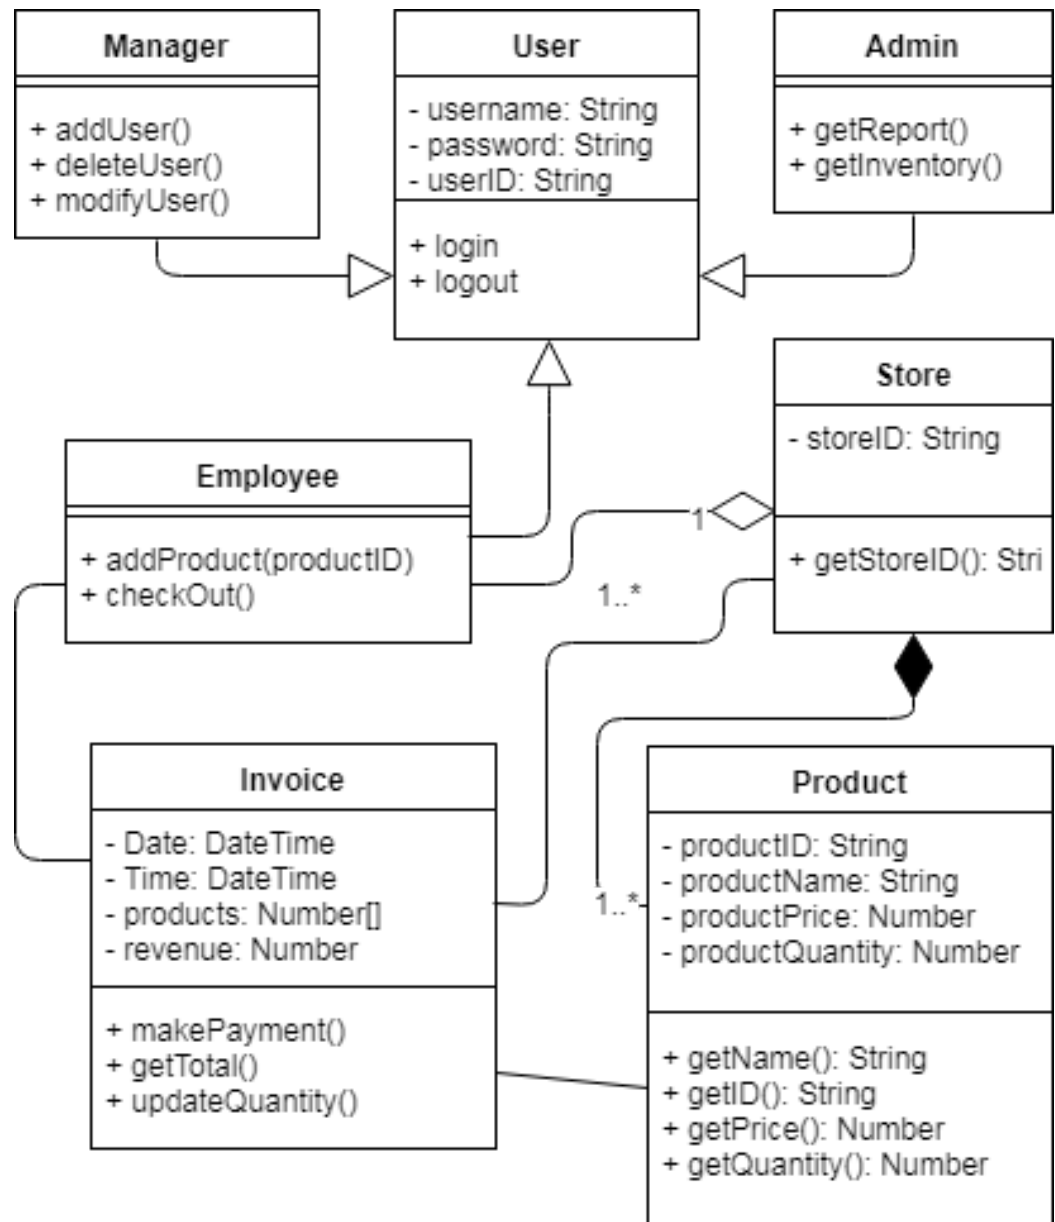 Manager
+ addUser()
+ deleteUser()
+ modifyUser()
User
- username: String
- password: String
- userID: String
+ login
+ logout
Admin
+ getReport()
+ getInventory()
Store
- storeID: String
+ getStoreID(): Stri
Employee
+ addProduct(productID)
+ checkOut()
1
1..*
Invoice
- Date: DateTime
- Time: DateTime
- products: Number[]
- revenue: Number
+ makePayment()
+ getTotal()
+ updateQuantity()
1..*
Product
- productID: String
- productName: String
- productPrice: Number
- productQuantity: Number
+ getName(): String
+ getID(): String
+ getPrice(): Number
+ getQuantity(): Number